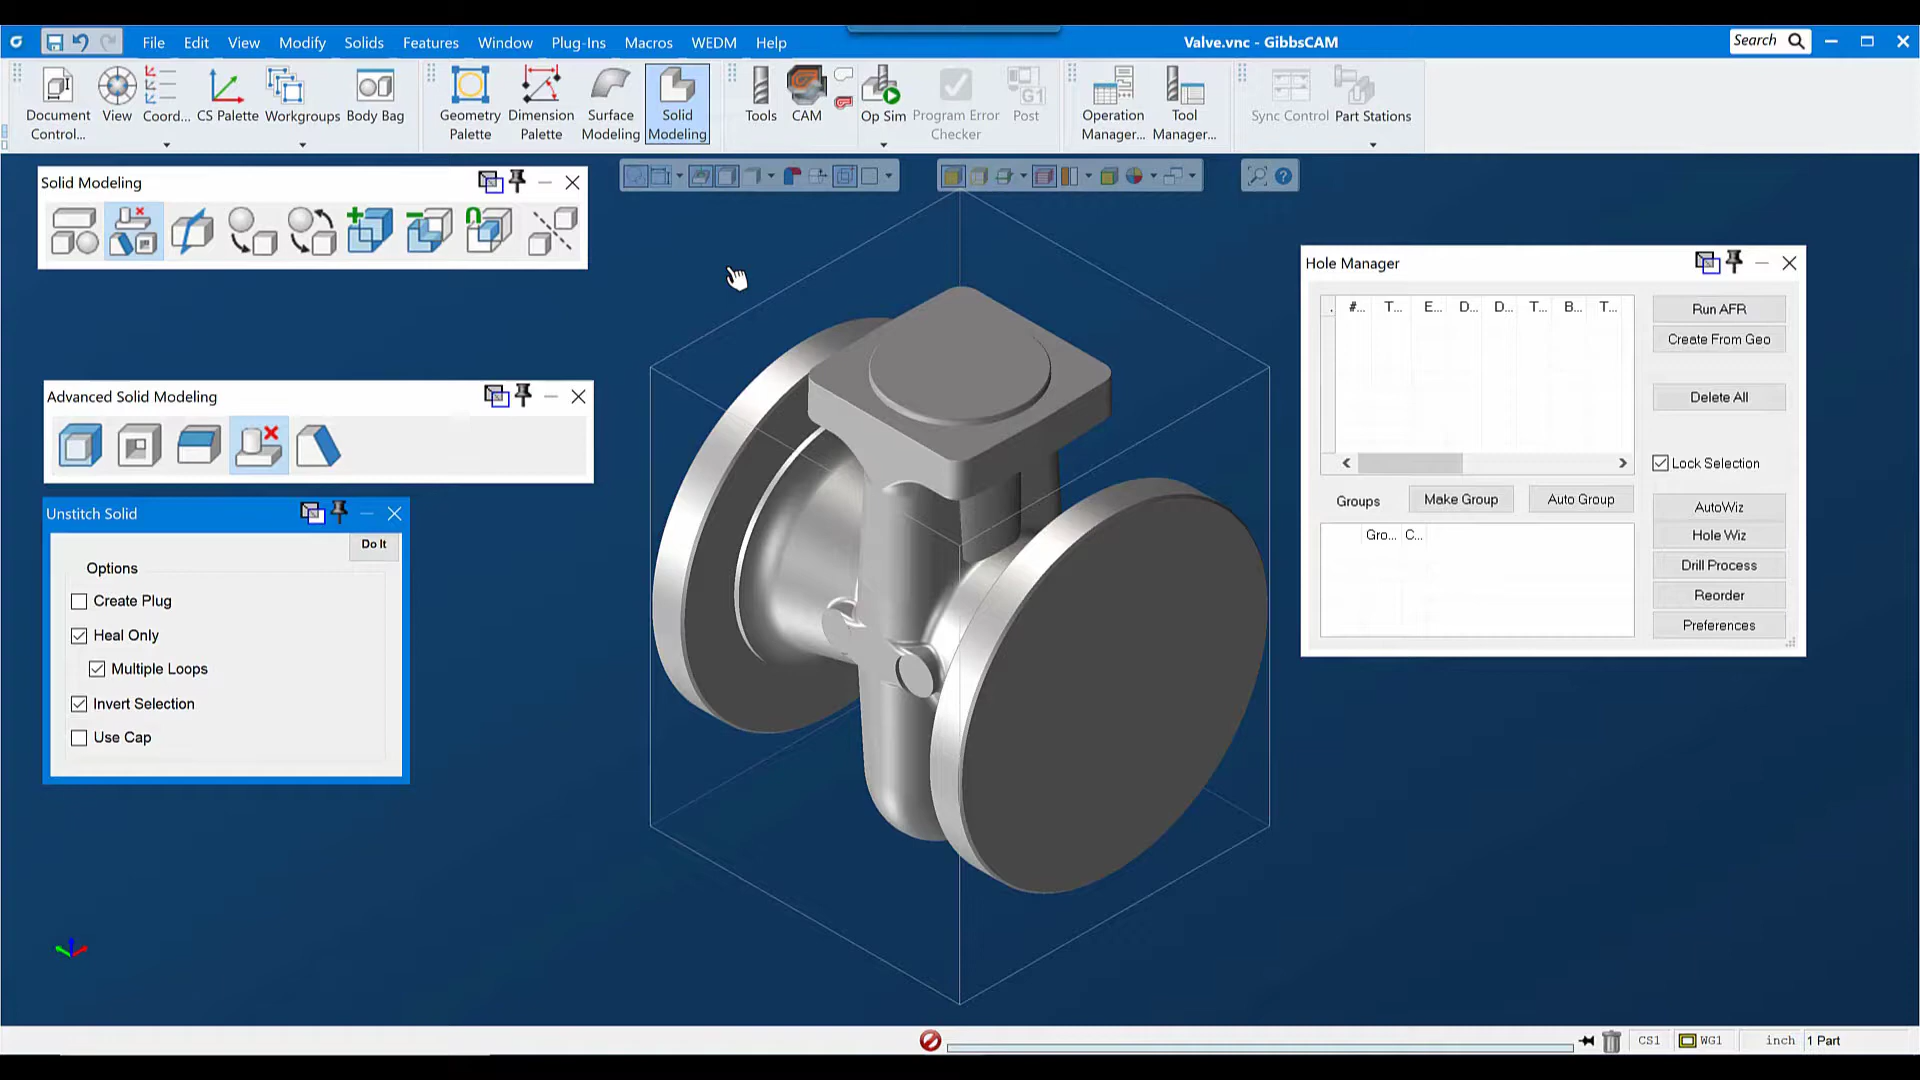 File Edit View Modify Solids Features Window Plug-Ins Macros WEDM Help
Valve.vnc - GibbsCAM
Search
Document Control...
View
Coord...
CS Palette
Workgroups
Body Bag
Geometry Palette
Dimension Palette
Surface Modeling
Solid Modeling
Tools
CAM
Op Sim
Program Error Checker
G1
Post
Operation Manager...
Tool Manager...
Sync Control
Part Stations
Solid Modeling
Advanced Solid Modeling
Unstitch Solid
Do It
Options
Create Plug
Heal Only
Multiple Loops
Invert Selection
Use Cap
Hole Manager
. #... T... E... D... D... T... B... T...
Run AFR
Create From Geo
Delete All
Lock Selection
Groups
Make Group
Auto Group
Gro... C...
AutoWiz
Hole Wiz
Drill Process
Reorder
Preferences
CS1
WG1
inch
1 Part